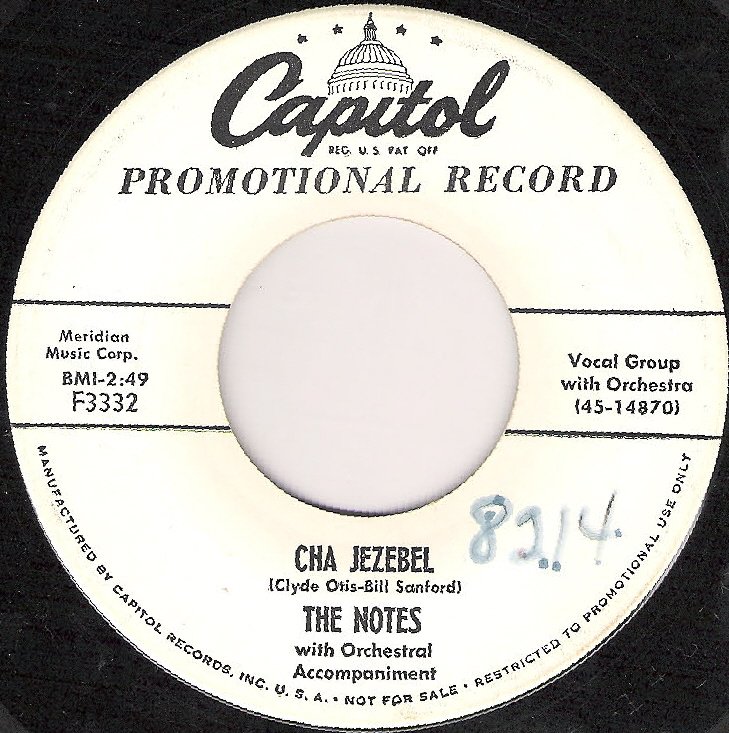 Capitol
REG. U.S. PAT OFF
PROMOTIONAL RECORD
Meridian
Music Corp.
BMI-2:49
F3332
Vocal Group
with Orchestra
(45-14870)
8214
CHA JEZEBEL
(Clyde Otis-Bill Sanford)
THE NOTES
with Orchestral
Accompaniment
MANUFACTURED BY CAPITOL RECORDS, INC. U. S. A. • NOT FOR SALE • RESTRICTED TO PROMOTIONAL USE ONLY